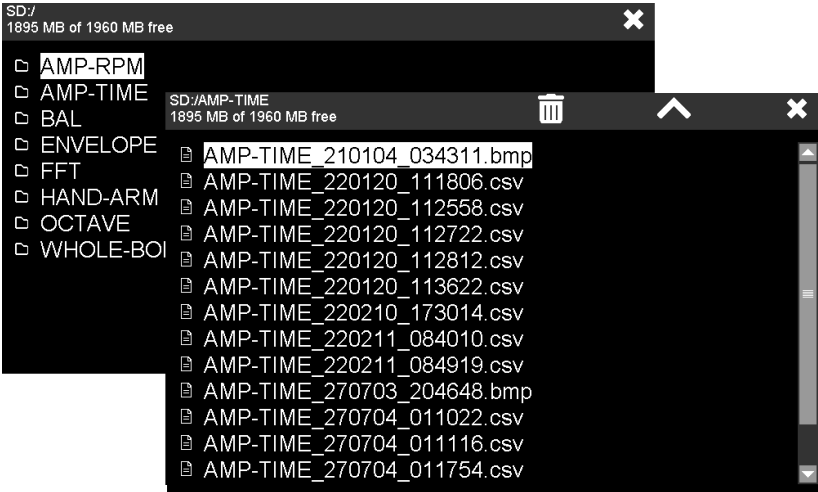 SD:/
1895 MB of 1960 MB free
AMP-RPM
AMP-TIME
BAL
ENVELOPE
FFT
HAND-ARM
OCTAVE
SD:/AMP-TIME
1895 MB of 1960 MB free
AMP-TIME_210104_034311.bmp
AMP-TIME_220120_111806.csv
AMP-TIME_220120_112558.csv
AMP-TIME_220120_112722.csv
AMP-TIME_220120_112812.csv
AMP-TIME_220120_113622.csv
AMP-TIME_220210_173014.csv
AMP-TIME_220211_084010.csv
AMP-TIME_220211_084919.csv
AMP-TIME_270703_204648.bmp
AMP-TIME_270704_011022.csv
AMP-TIME_270704_011116.csv
AMP-TIME_270704_011754.csv